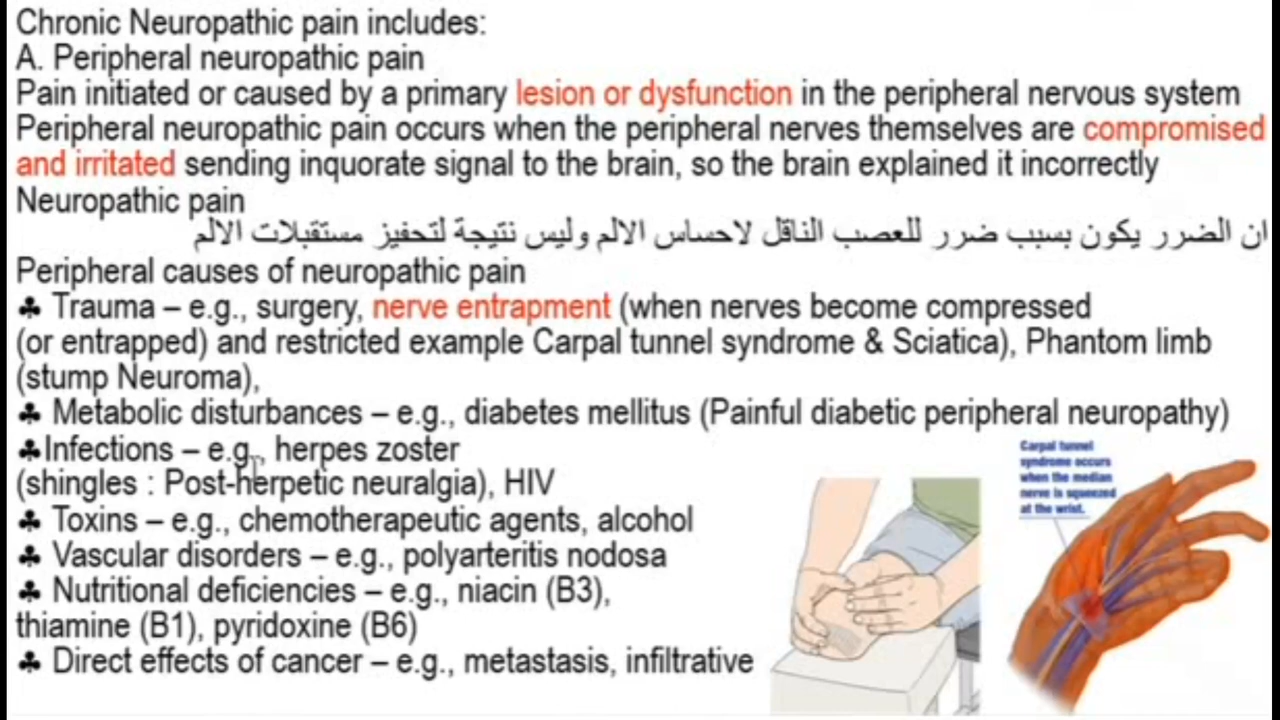 Chronic Neuropathic pain includes:
A. Peripheral neuropathic pain
Pain initiated or caused by a primary lesion or dysfunction in the peripheral nervous system
Peripheral neuropathic pain occurs when the peripheral nerves themselves are compromised
and irritated sending inquorate signal to the brain, so the brain explained it incorrectly
Neuropathic pain
ان الضرر يكون بسبب ضرر للعصب الناقل لاحساس الالم وليس نتيجة لتحفيز مستقبلات الالم
Peripheral causes of neuropathic pain
♣ Trauma – e.g., surgery, nerve entrapment (when nerves become compressed
(or entrapped) and restricted example Carpal tunnel syndrome & Sciatica), Phantom limb
(stump Neuroma),
♣ Metabolic disturbances – e.g., diabetes mellitus (Painful diabetic peripheral neuropathy)
♣Infections – e.g., herpes zoster
(shingles : Post-herpetic neuralgia), HIV
♣ Toxins – e.g., chemotherapeutic agents, alcohol
♣ Vascular disorders – e.g., polyarteritis nodosa
♣ Nutritional deficiencies – e.g., niacin (B3),
thiamine (B1), pyridoxine (B6)
♣ Direct effects of cancer – e.g., metastasis, infiltrative
Carpal tunnel
syndrome occurs
when the median
nerve is squeezed
at the wrist.